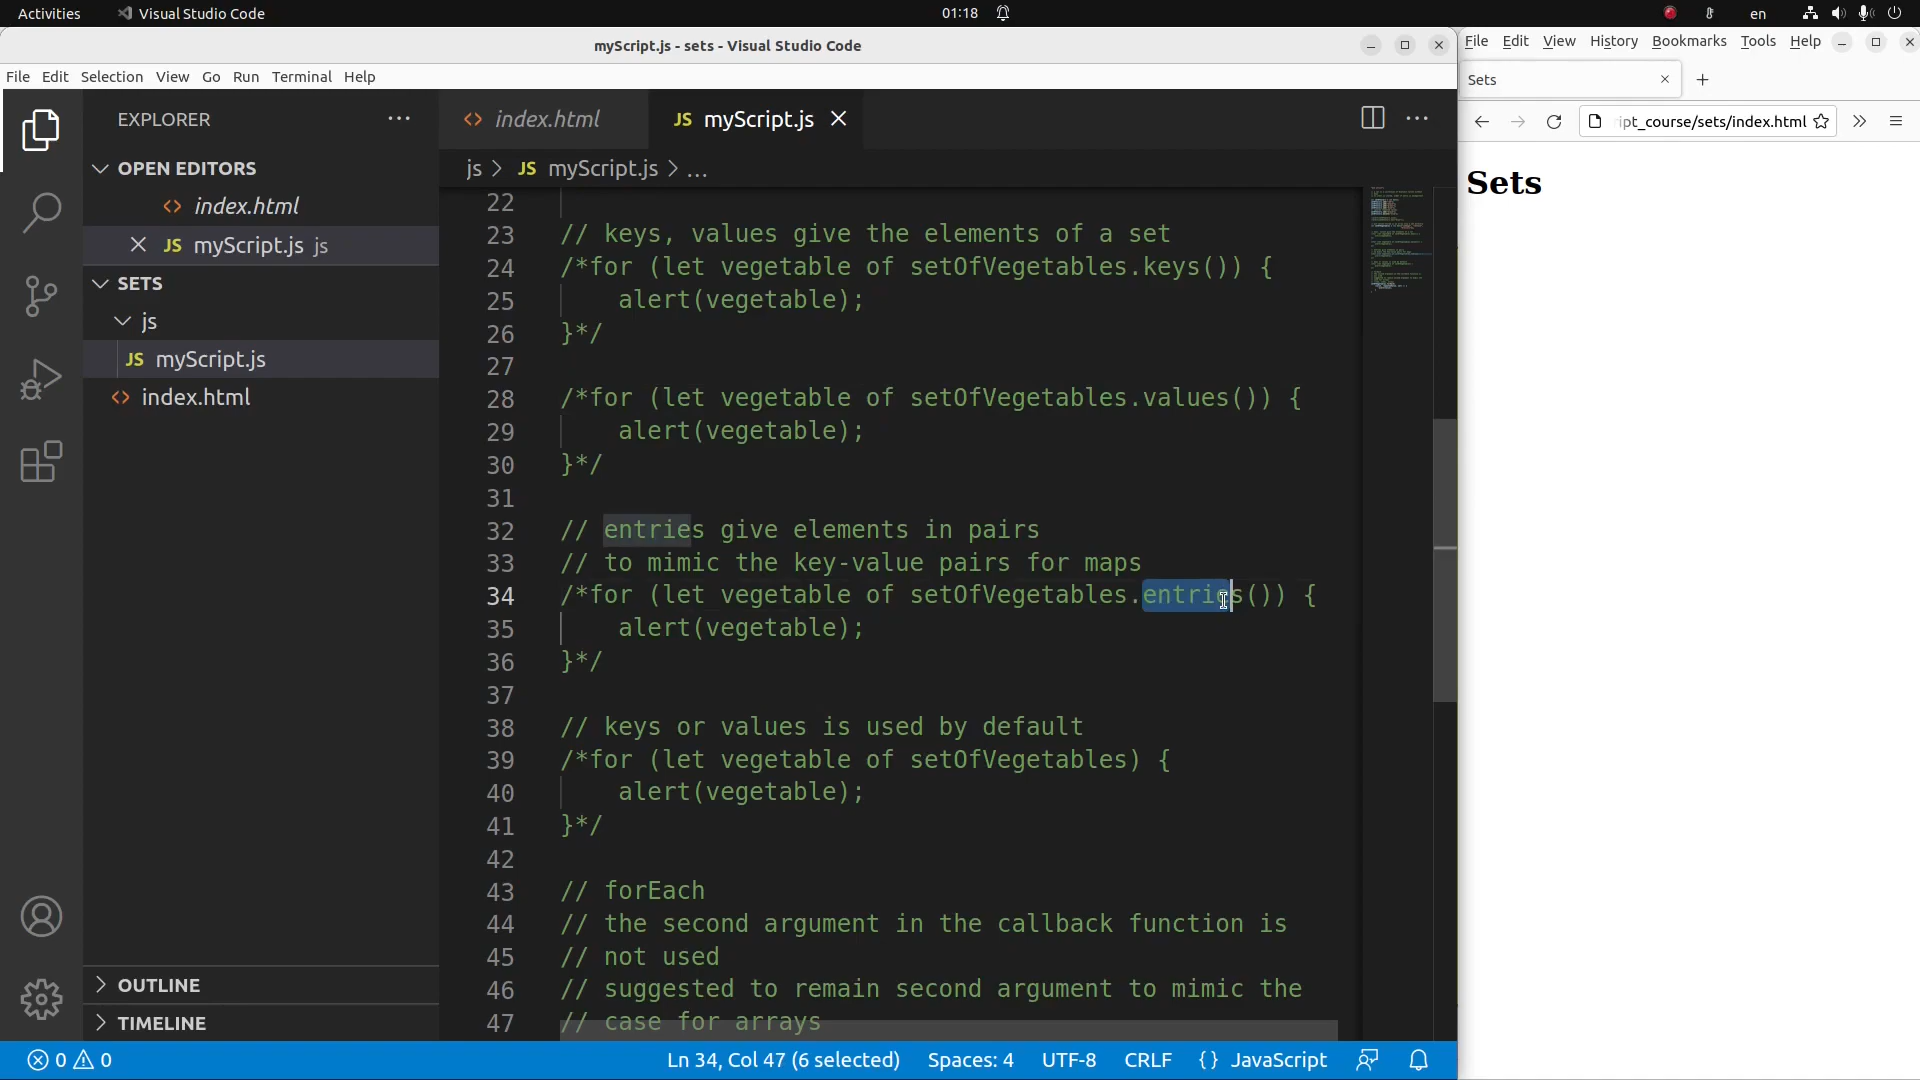 Activities
Visual Studio Code
01:18
en
myScript.js - sets - Visual Studio Code
File Edit Selection View Go Run Terminal Help
EXPLORER
OPEN EDITORS
index.html
myScript.js js
SETS
js
JS myScript.js
index.html
OUTLINE
TIMELINE
index.html
JS myScript.js
js > JS myScript.js > ...
22
23 // keys, values give the elements of a set
24 /*for (let vegetable of setOfVegetables.keys()) {
25 alert(vegetable);
26 }*/
27
28 /*for (let vegetable of setOfVegetables.values()) {
29 alert(vegetable);
30 }*/
31
32 // entries give elements in pairs
33 // to mimic the key-value pairs for maps
34 /*for (let vegetable of setOfVegetables.entries()) {
35 alert(vegetable);
36 }*/
37
38 // keys or values is used by default
39 /*for (let vegetable of setOfVegetables) {
40 alert(vegetable);
41 }*/
42
43 // forEach
44 // the second argument in the callback function is
45 // not used
46 // suggested to remain second argument to mimic the
47 // case for arrays
0 0
Ln 34, Col 47 (6 selected) Spaces: 4 UTF-8 CRLF {} JavaScript
File Edit View History Bookmarks Tools Help
Sets
ipt_course/sets/index.html
Sets